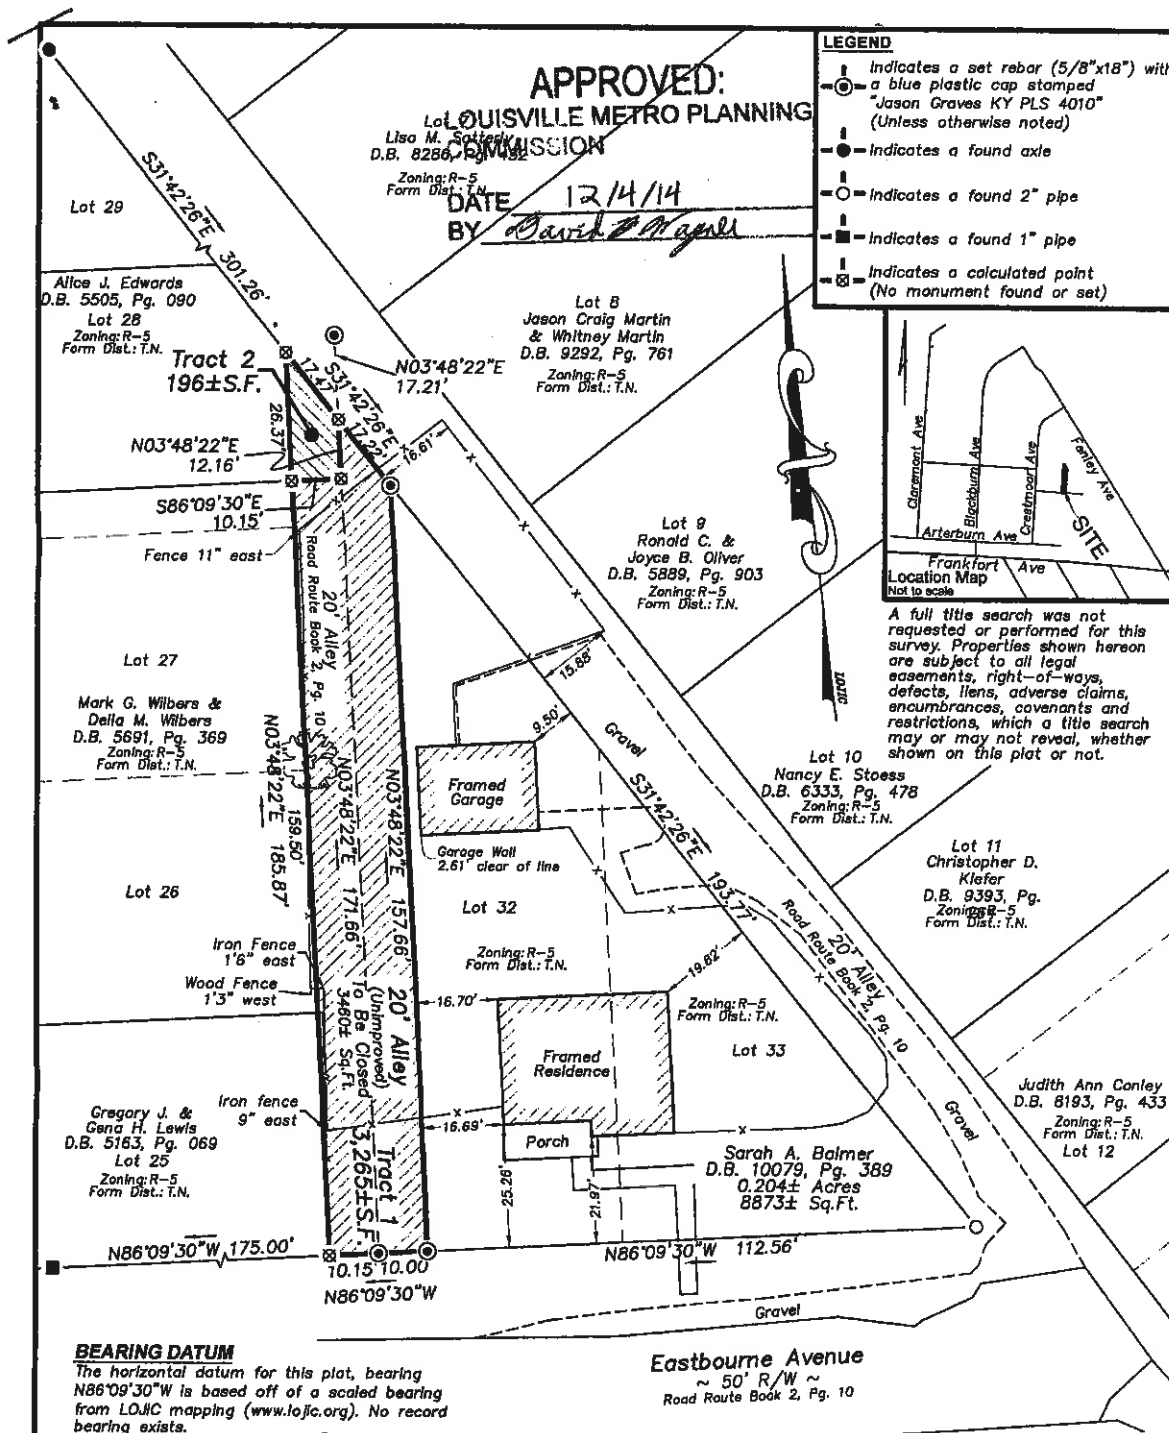 APPROVED:
LOUISVILLE METRO PLANNING
COMMISSION
DATE 12/4/14
BY David
Lisa M. Satterly
D.B. 8286, Pg.
Zoning: R-5
Form Dist.: T.N.
LEGEND
Indicates a set rebar (5/8"x18") with
a blue plastic cap stamped
"Jason Graves KY PLS 4010"
(Unless otherwise noted)
Indicates a found axle
Indicates a found 2" pipe
Indicates a found 1" pipe
Indicates a calculated point
(No monument found or set)
Lot 29
S31°42'26"E 301.26'
Alice J. Edwards
D.B. 5505, Pg. 090
Lot 28
Zoning: R-5
Form Dist.: T.N.
Tract 2
196±S.F.
17.47'
S31°42'26"E
17.22'
N03°48'22"E
17.21'
26.37'
N03°48'22"E
12.16'
16.61'
S86°09'30"E
10.15'
Fence 11" east
Lot 8
Jason Craig Martin
& Whitney Martin
D.B. 9292, Pg. 761
Zoning: R-5
Form Dist.: T.N.
Lot 9
Ronald C. &
Joyce B. Oliver
D.B. 5889, Pg. 903
Zoning: R-5
Form Dist.: T.N.
LOJIC
Claremont Ave
Blackburn Ave
Crestmoor Ave
Fenley Ave
Arterburn Ave
SITE
Frankfort Ave
Location Map
Not to scale
A full title search was not
requested or performed for this
survey. Properties shown hereon
are subject to all legal
easements, right-of-ways,
defects, liens, adverse claims,
encumbrances, covenants and
restrictions, which a title search
may or may not reveal, whether
shown on this plat or not.
20' Alley
Road Route Book 2, Pg. 10
Lot 27
Mark G. Wilbers &
Delia M. Wilbers
D.B. 5691, Pg. 369
Zoning: R-5
Form Dist.: T.N.
N03°48'22"E 185.87'
159.50'
N03°48'22"E 171.66'
N03°48'22"E 157.66'
15.88'
9.50'
Gravel
Framed
Garage
Garage Wall
2.61' clear of line
S31°42'26"E 193.77'
Lot 10
Nancy E. Stoess
D.B. 6333, Pg. 478
Zoning: R-5
Form Dist.: T.N.
Lot 11
Christopher D.
Kiefer
D.B. 9393, Pg.
Zoning: R-5
Form Dist.: T.N.
Lot 26
Lot 32
Zoning: R-5
Form Dist.: T.N.
Iron Fence
1'6" east
Wood Fence
1'3" west
20' Alley
(Unimproved)
To Be Closed
3460± Sq.Ft.
16.70'
19.82'
20' Alley
Road Route Book 2, Pg. 10
Framed
Residence
Zoning: R-5
Form Dist.: T.N.
Lot 33
Gravel
Judith Ann Conley
D.B. 8193, Pg. 433
Zoning: R-5
Form Dist.: T.N.
Lot 12
Iron fence
9" east
Gregory J. &
Gena H. Lewis
D.B. 5163, Pg. 069
Lot 25
Zoning: R-5
Form Dist.: T.N.
Tract 1
3,265±S.F.
16.69'
Porch
25.26'
21.97'
Sarah A. Balmer
D.B. 10079, Pg. 389
0.204± Acres
8873± Sq.Ft.
N86°09'30"W 175.00'
10.15' 10.00'
N86°09'30"W
N86°09'30"W 112.56'
Gravel
BEARING DATUM
The horizontal datum for this plat, bearing
N86°09'30"W is based off of a scaled bearing
from LOJIC mapping (www.lojic.org). No record
bearing exists.
Eastbourne Avenue
~ 50' R/W ~
Road Route Book 2, Pg. 10